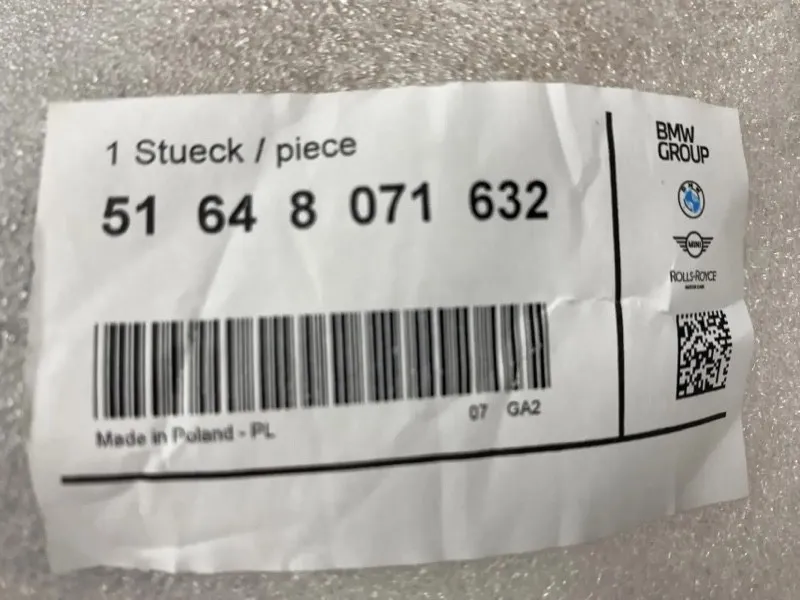 1 Stueck / piece
51 64 8 071 632
07 GA2
Made in Poland - PL
BMW
GROUP
BMW
MINI
ROLLS-ROYCE